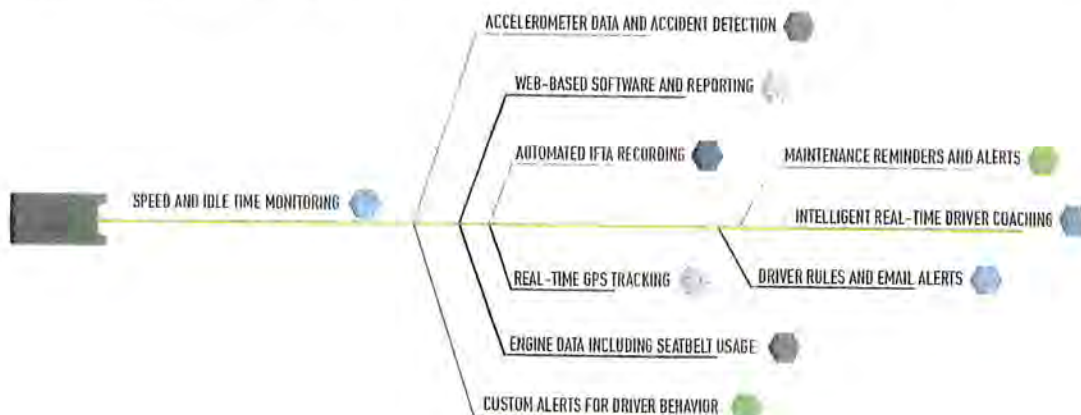 ACCELEROMETER DATA AND ACCIDENT DETECTION
WEB-BASED SOFTWARE AND REPORTING
AUTOMATED IFTA RECORDING
MAINTENANCE REMINDERS AND ALERTS
SPEED AND IDLE TIME MONITORING
INTELLIGENT REAL-TIME DRIVER COACHING
REAL-TIME GPS TRACKING
DRIVER RULES AND EMAIL ALERTS
ENGINE DATA INCLUDING SEATBELT USAGE
CUSTOM ALERTS FOR DRIVER BEHAVIOR